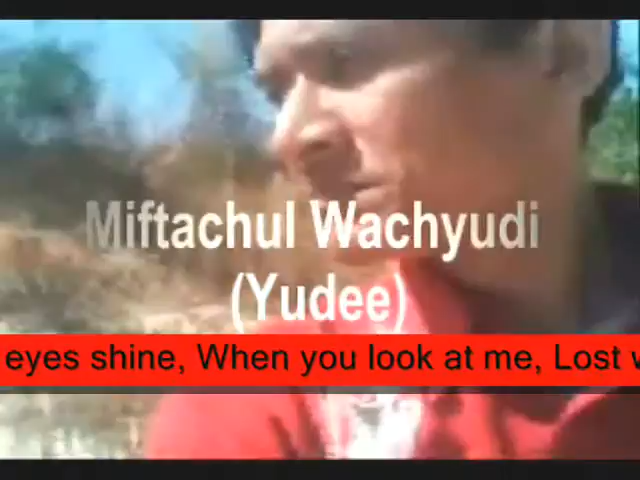 Miftachul Wachyudi
(Yudee)
eyes shine, When you look at me, Lost